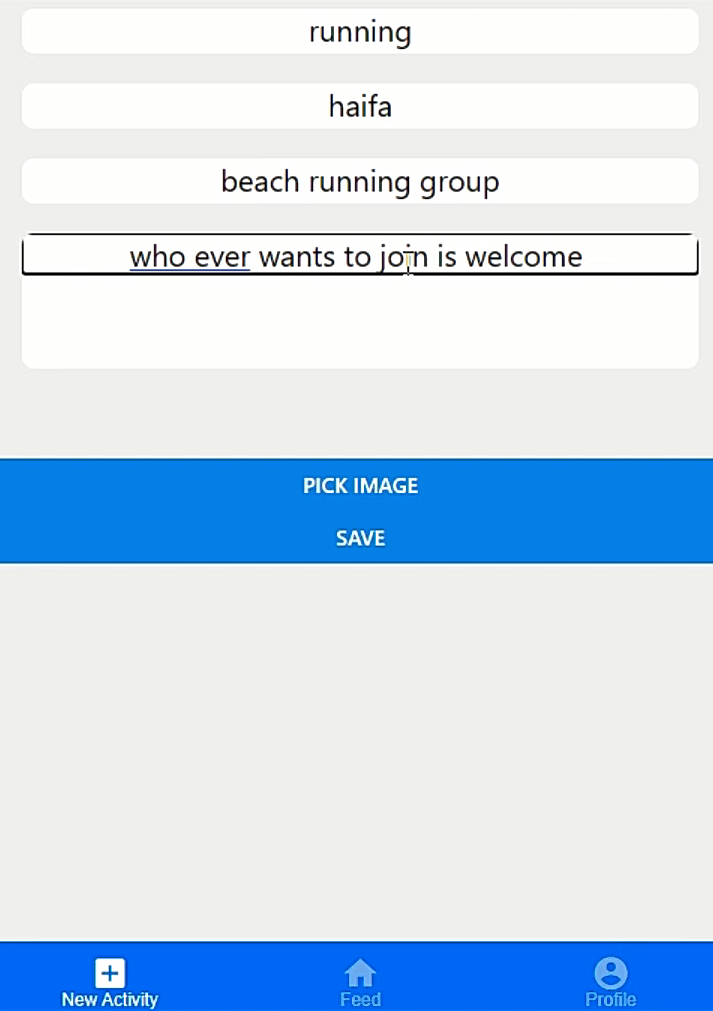 running
haifa
beach running group
who ever wants to join is welcome
PICK IMAGE
SAVE
New Activity
Feed
Profile